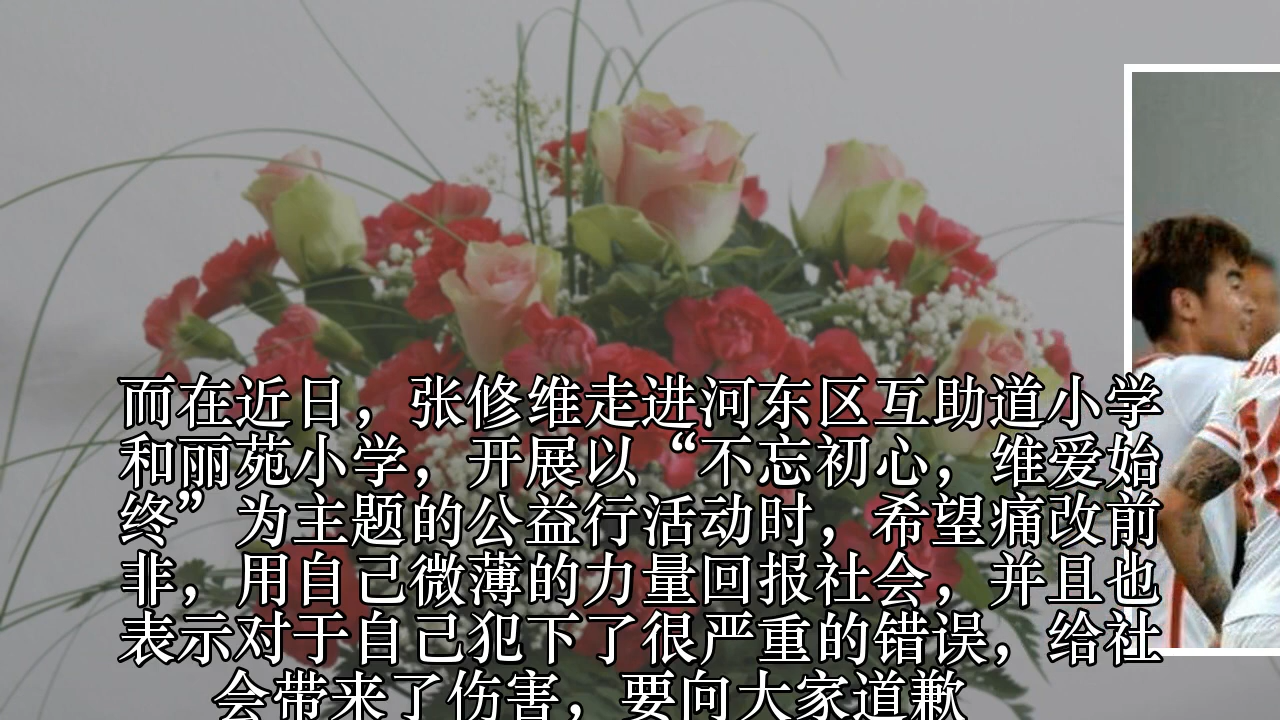 而在近日，张修维走进河东区互助道小学
和丽苑小学，开展以“不忘初心，维爱始
终”为主题的公益行活动时，希望痛改前
非，用自己微薄的力量回报社会，并且也
表示对于自己犯下了很严重的错误，给社
会带来了伤害，要向大家道歉